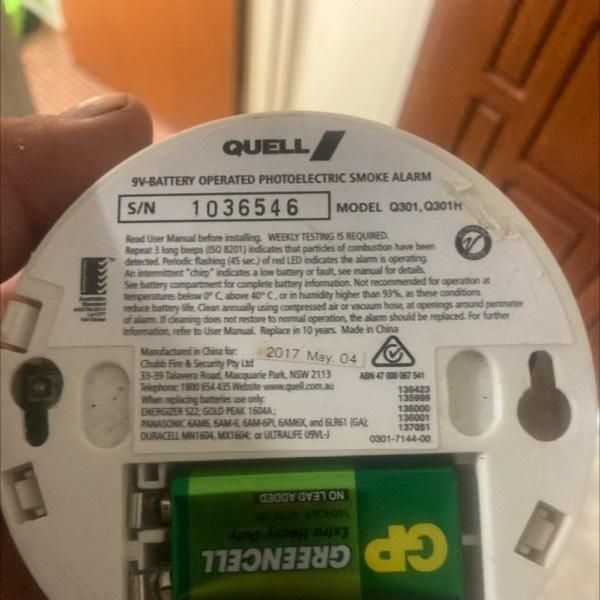 QUELL
9V-BATTERY OPERATED PHOTOELECTRIC SMOKE ALARM
S/N 1036546 MODEL Q301, Q301H
Read User Manual before installing. WEEKLY TESTING IS REQUIRED.
Repeat 3 long beeps (ISO 8201) indicates that particles of combustion have been
detected. Periodic flashing (45 sec.) of red LED indicates the alarm is operating.
An intermittent "chirp" indicates a low battery or fault, see manual for details.
See battery compartment for complete battery information. Not recommended for operation at
temperatures below 0° C, above 40° C, or in humidity higher than 93%, as these conditions
reduce battery life. Clean annually using compressed air or vacuum hose, at openings around perimeter
of alarm. If cleaning does not restore to normal operation, the alarm should be replaced. For further
information, refer to User Manual. Replace in 10 years. Made in China
Manufactured in China for: 2017 May. 04
Chubb Fire & Security Pty Ltd
33-39 Talavera Road, Macquarie Park, NSW 2113 ABN 47 000 067 541
Telephone: 1800 654 435 Website www.quell.com.au
When replacing batteries use only:
ENERGIZER 522; GOLD PEAK 1604A;
PANASONIC 6AM6, 5AM-6, 6AM-6PI, 6AM6X, and 6LR61 (GA);
DURACELL MN1604, MX1604; or ULTRALIFE U9VL-J
136423
135999
136000
136001
137051
0301-7144-00
GP
GREENCELL
Extra Heavy Duty
NO LEAD ADDED